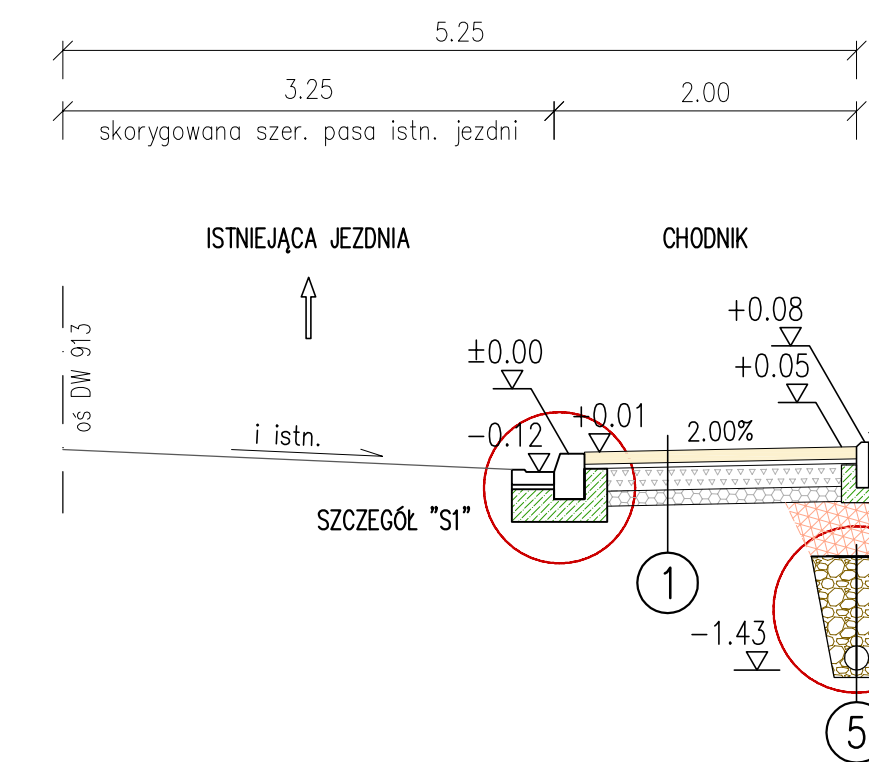 5.25
3.25
2.00
skorygowana szer. pasa istn. jezdni
ISTNIEJĄCA JEZDNIA
CHODNIK
+0.08
oś DW 913
±0.00
+0.05
+0.01
-0.12
2.00%
i istn.
SZCZEGÓŁ "S1"
1
-1.43
5